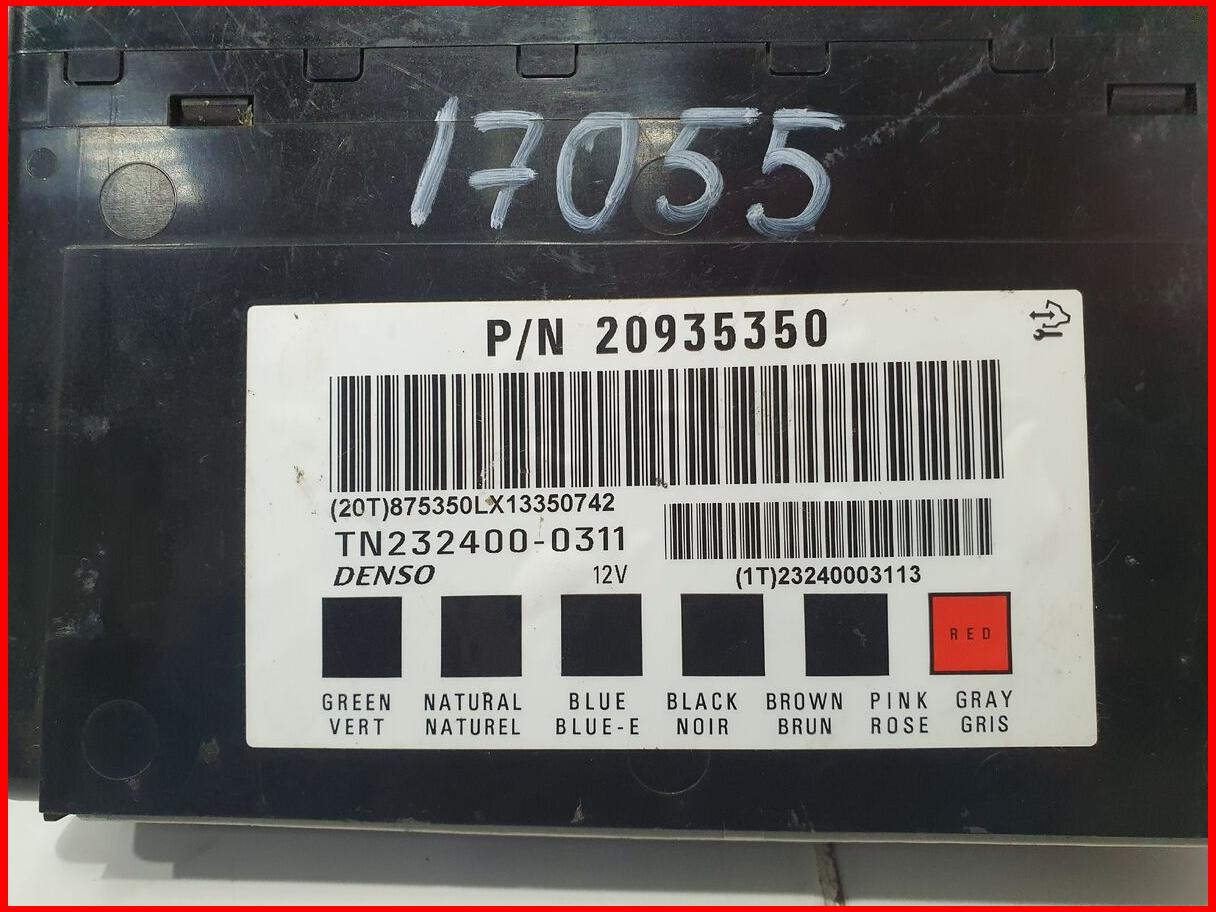 17055
P/N 20935350
(20T)875350LX13350742
TN232400-0311
DENSO 12V
(1T)23240003113
RED
GREEN NATURAL BLUE BLACK BROWN PINK GRAY
VERT NATUREL BLUE-E NOIR BRUN ROSE GRIS